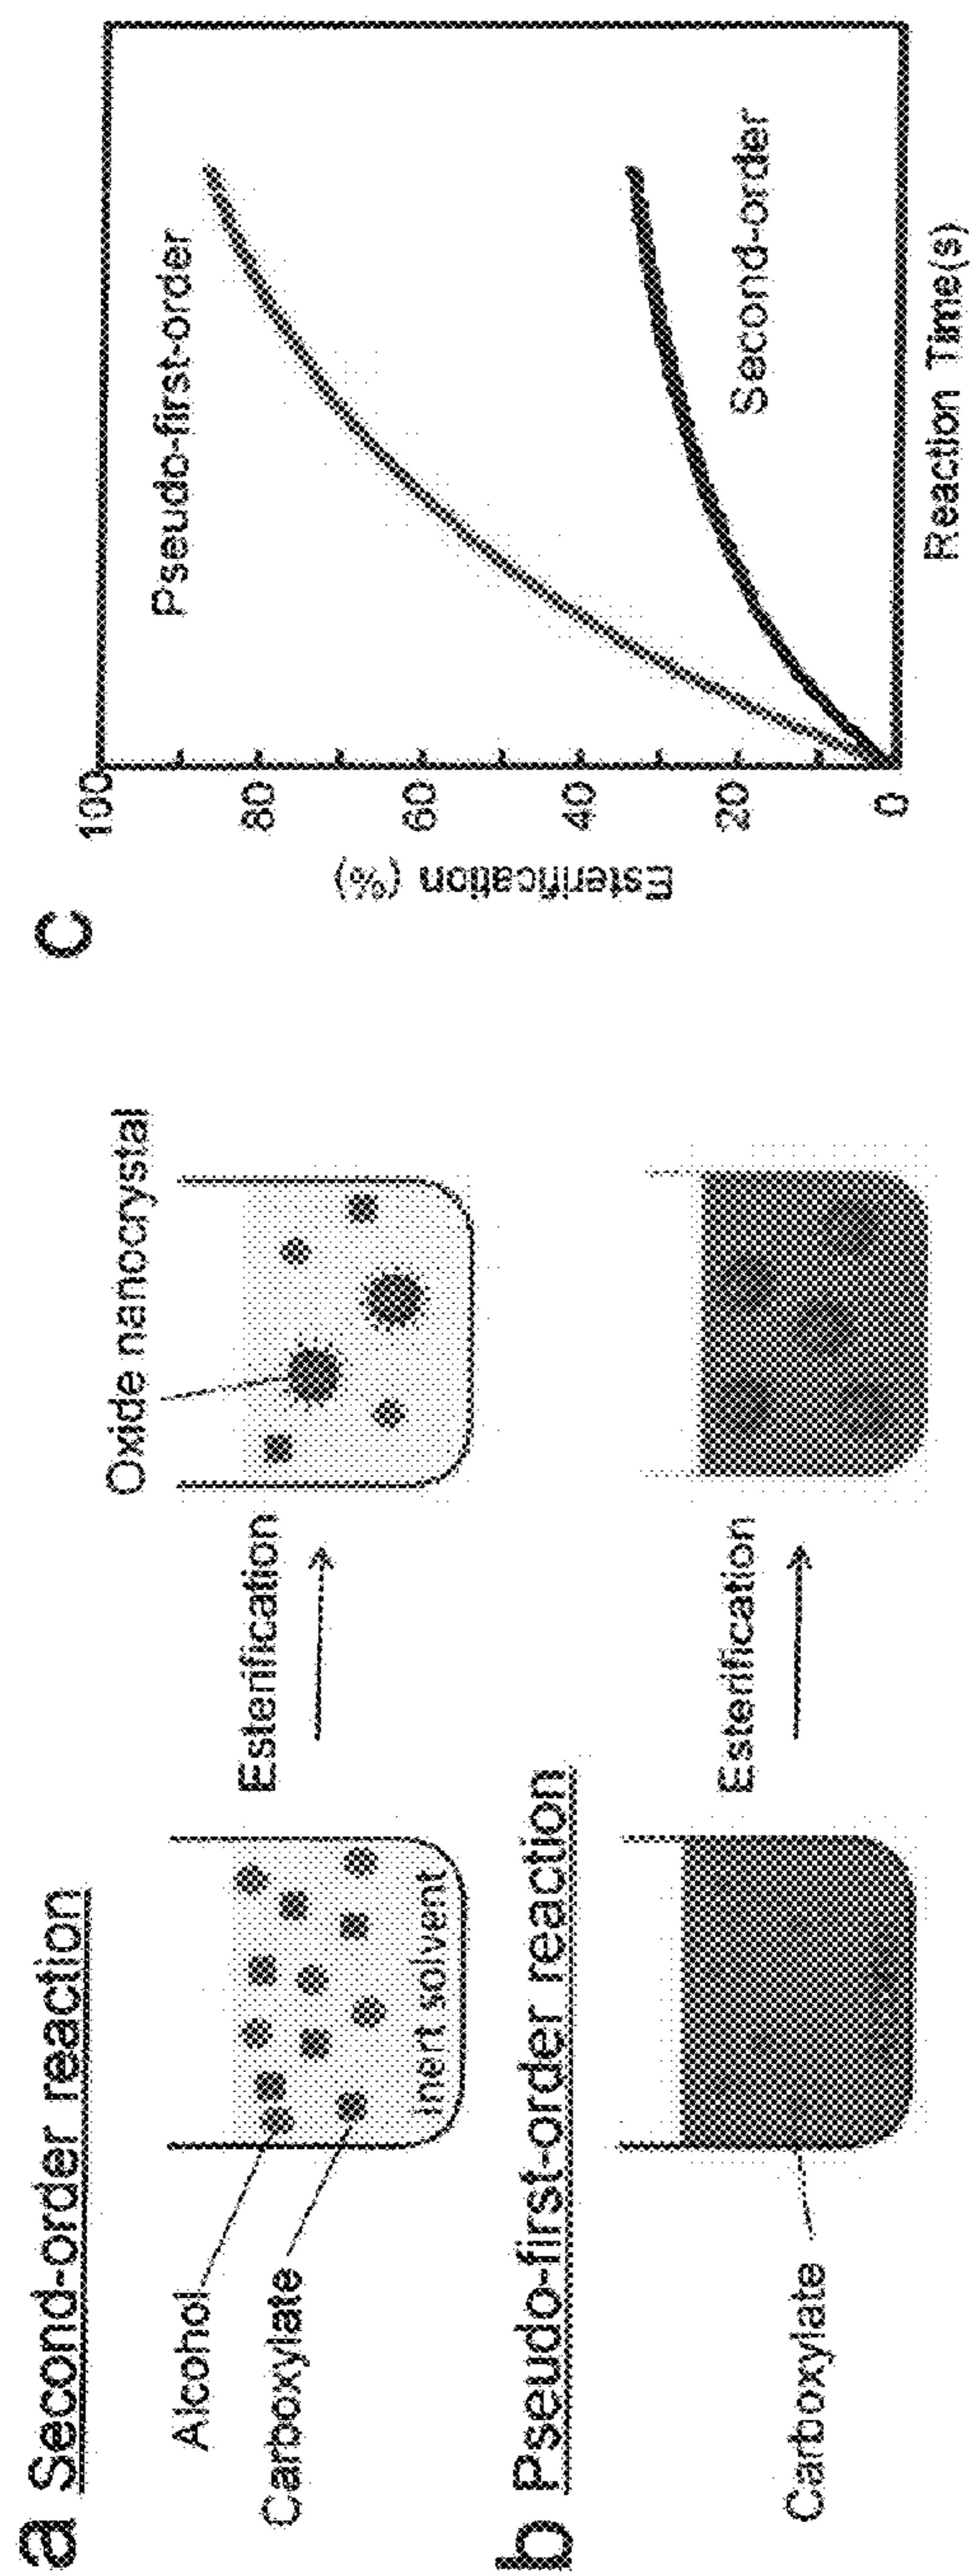 a Second-order reaction
Alcohol
Carboxylate
Inert solvent
Esterification
Oxide nanocrystal
b Pseudo-first-order reaction
Carboxylate
Esterification
c
Esterification (%)
100
80
60
40
20
0
Pseudo-first-order
Second-order
Reaction Time(s)